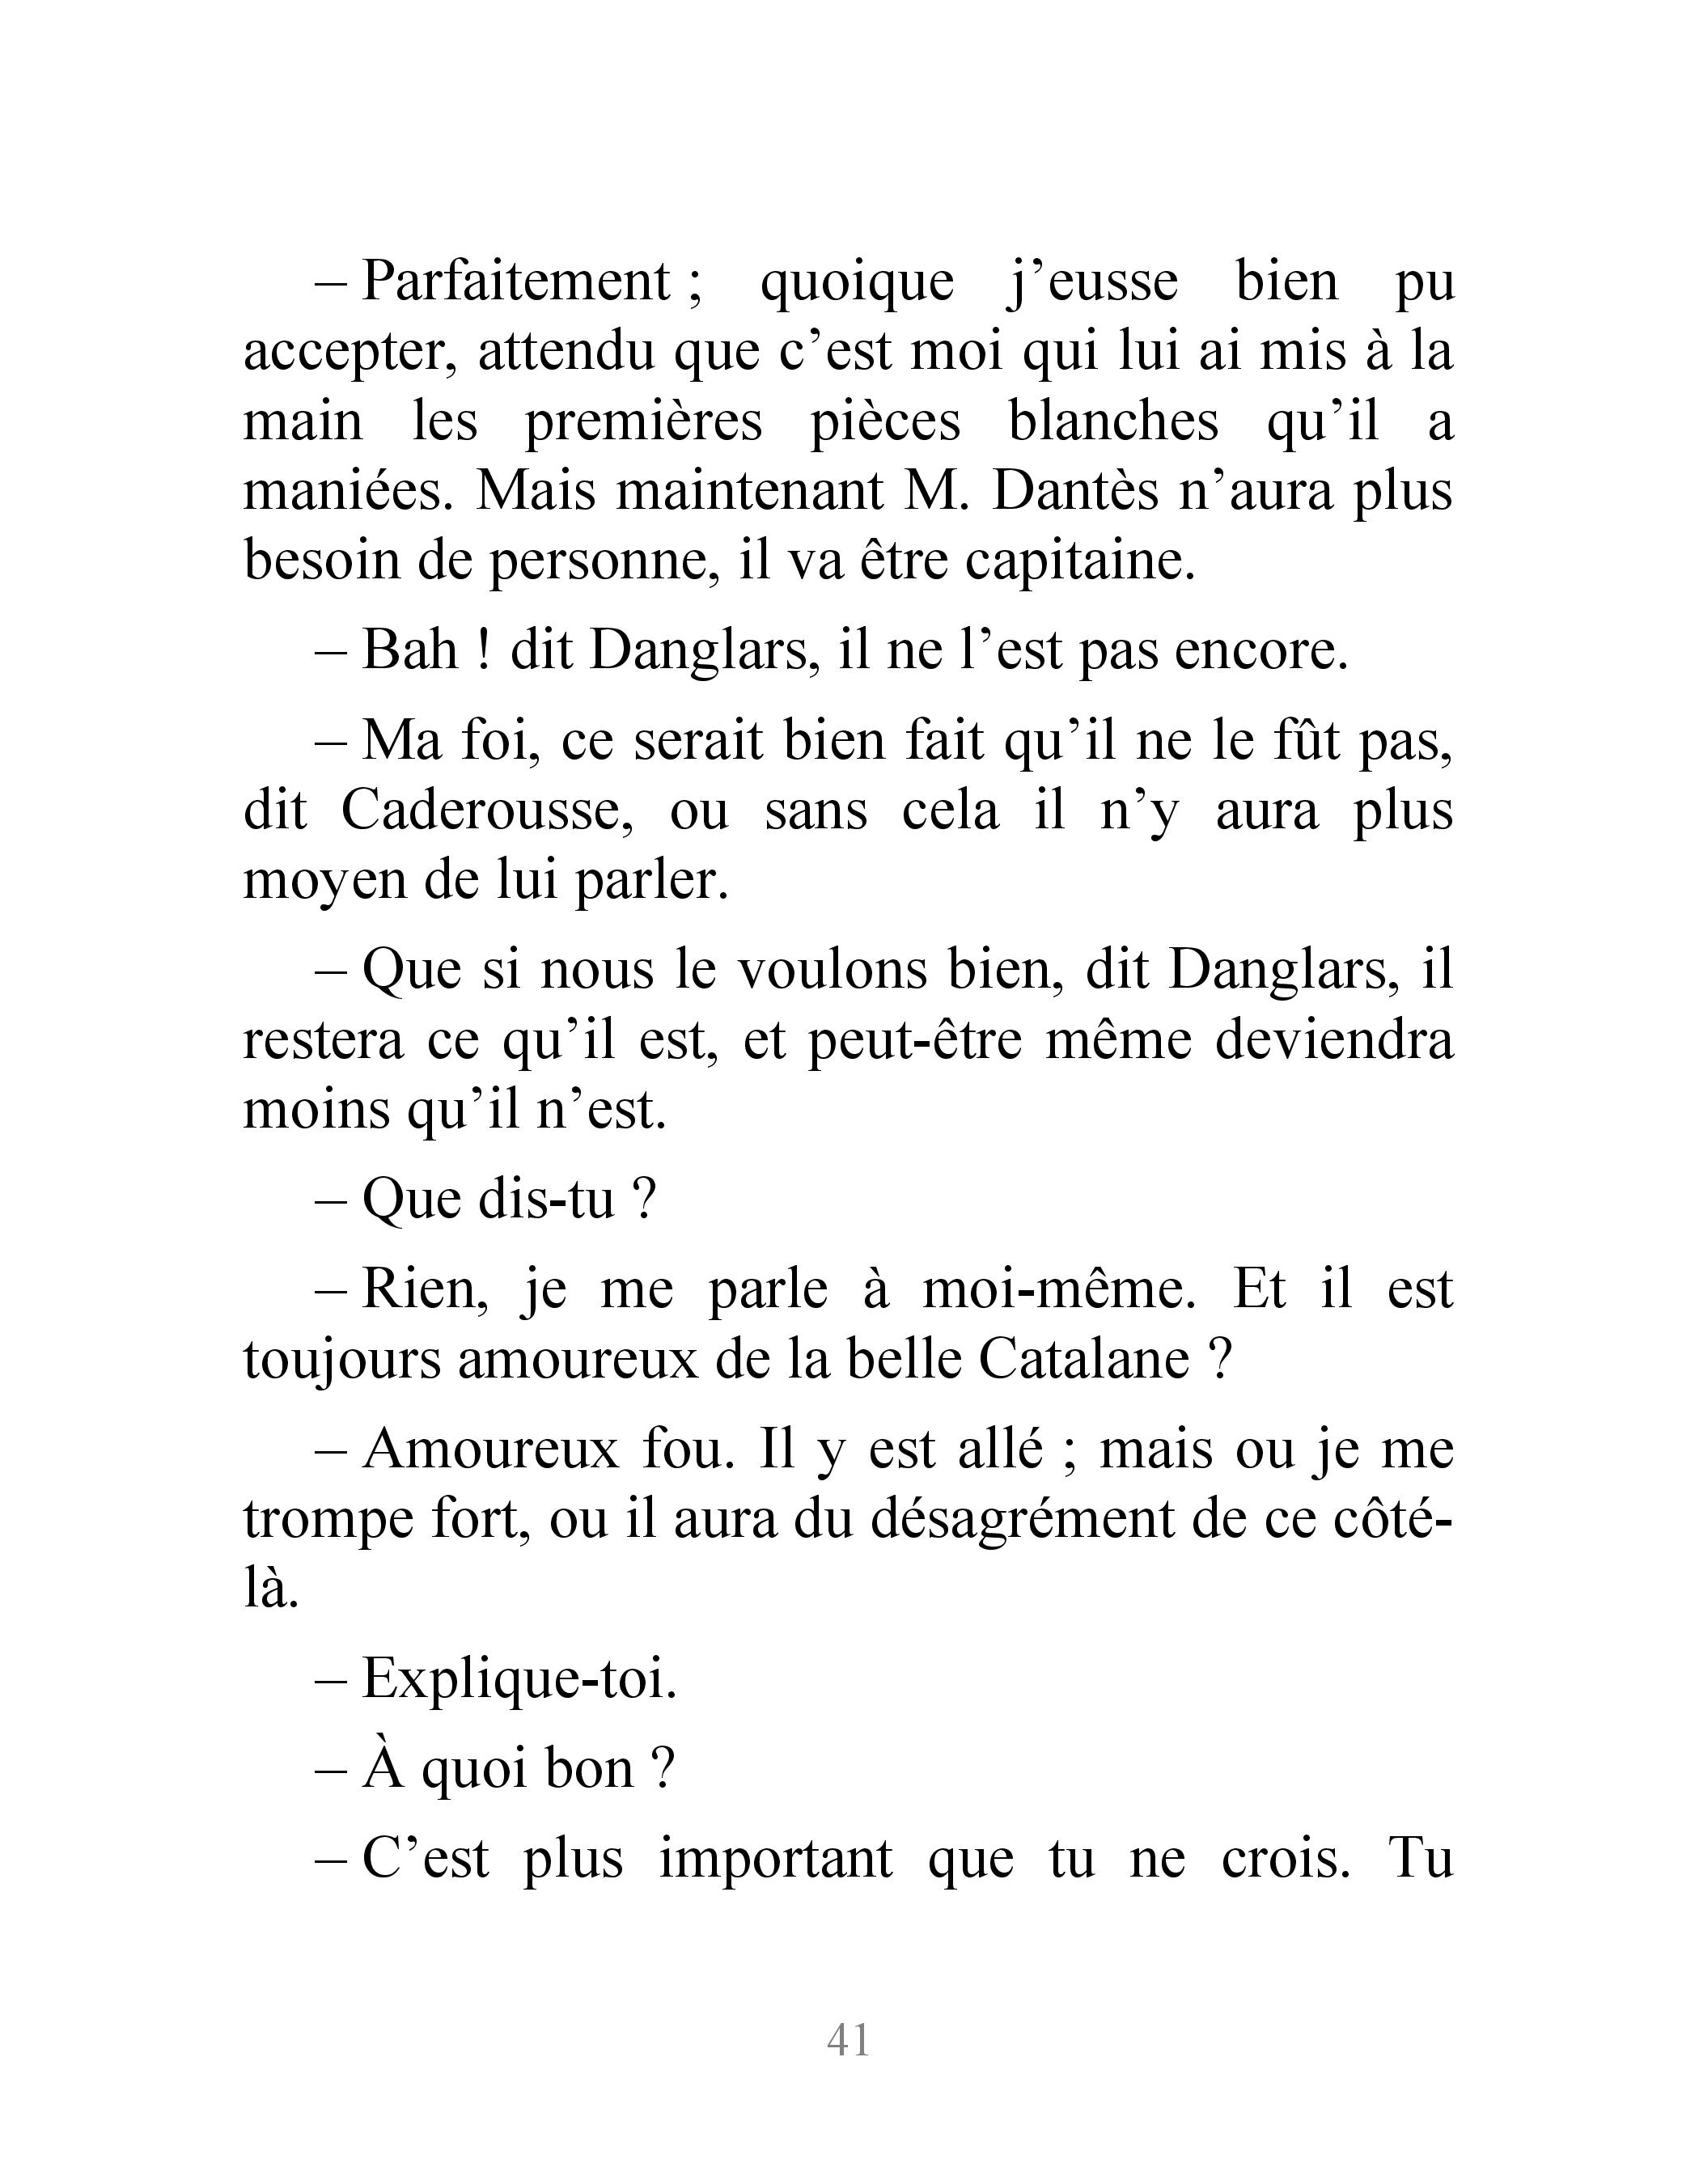 – Parfaitement ; quoique j’eusse bien pu
accepter, attendu que c’est moi qui lui ai mis à la
main les premières pièces blanches qu’il a
maniées. Mais maintenant M. Dantès n’aura plus
besoin de personne, il va être capitaine.
– Bah ! dit Danglars, il ne l’est pas encore.
– Ma foi, ce serait bien fait qu’il ne le fût pas,
dit Caderousse, ou sans cela il n’y aura plus
moyen de lui parler.
– Que si nous le voulons bien, dit Danglars, il
restera ce qu’il est, et peut-être même deviendra
moins qu’il n’est.
– Que dis-tu ?
– Rien, je me parle à moi-même. Et il est
toujours amoureux de la belle Catalane ?
– Amoureux fou. Il y est allé ; mais ou je me
trompe fort, ou il aura du désagrément de ce côté-
là.
– Explique-toi.
– À quoi bon ?
– C’est plus important que tu ne crois. Tu
41